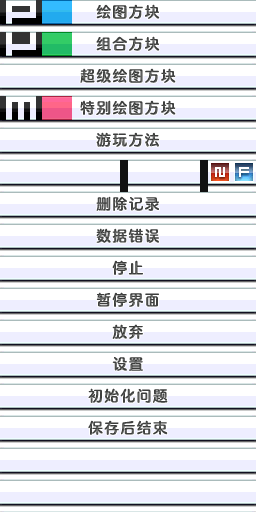 绘图方块
组合方块
超级绘图方块
特别绘图方块
游玩方法
N F
删除记录
数据错误
停止
暂停界面
放弃
设置
初始化问题
保存后结束